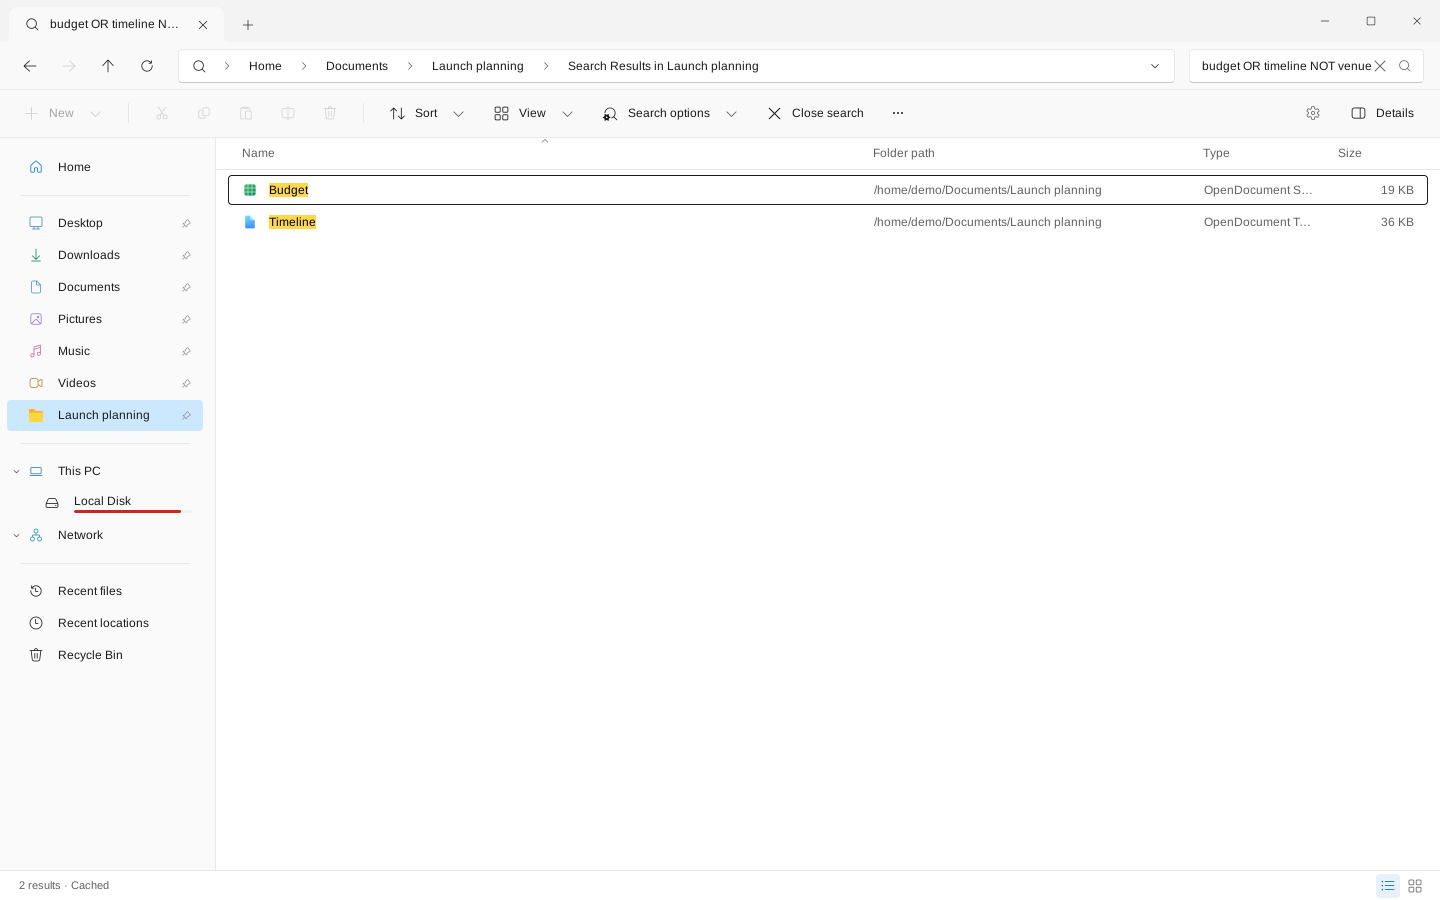 budget OR timeline N...
Home
Documents
Launch planning
Search Results in Launch planning
budget OR timeline NOT venue
New
Sort
View
Search options
Close search
Details
Home
Desktop
Downloads
Documents
Pictures
Music
Videos
Launch planning
This PC
Local Disk
Network
Recent files
Recent locations
Recycle Bin
Name
Folder path
Type
Size
Budget
/home/demo/Documents/Launch planning
OpenDocument S...
19 KB
Timeline
/home/demo/Documents/Launch planning
OpenDocument T...
36 KB
2 results · Cached